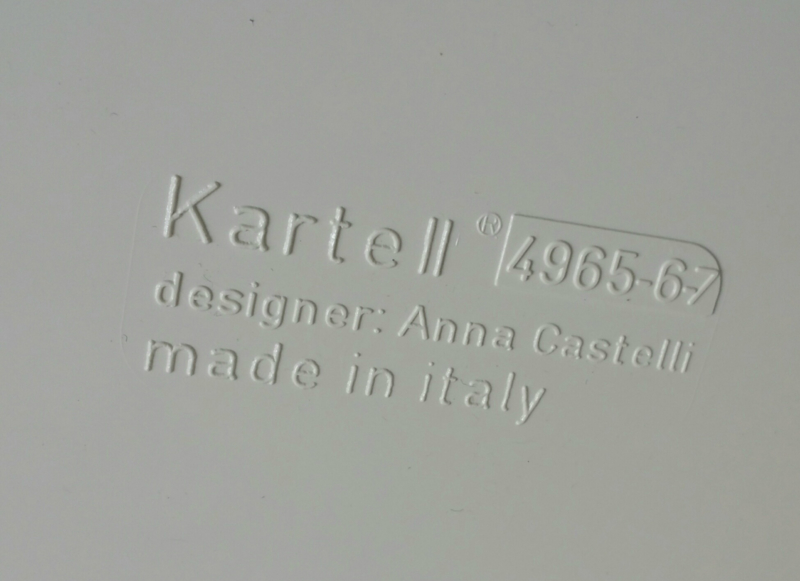 Kartell® 4965-6-7
designer: Anna Castelli
made in italy